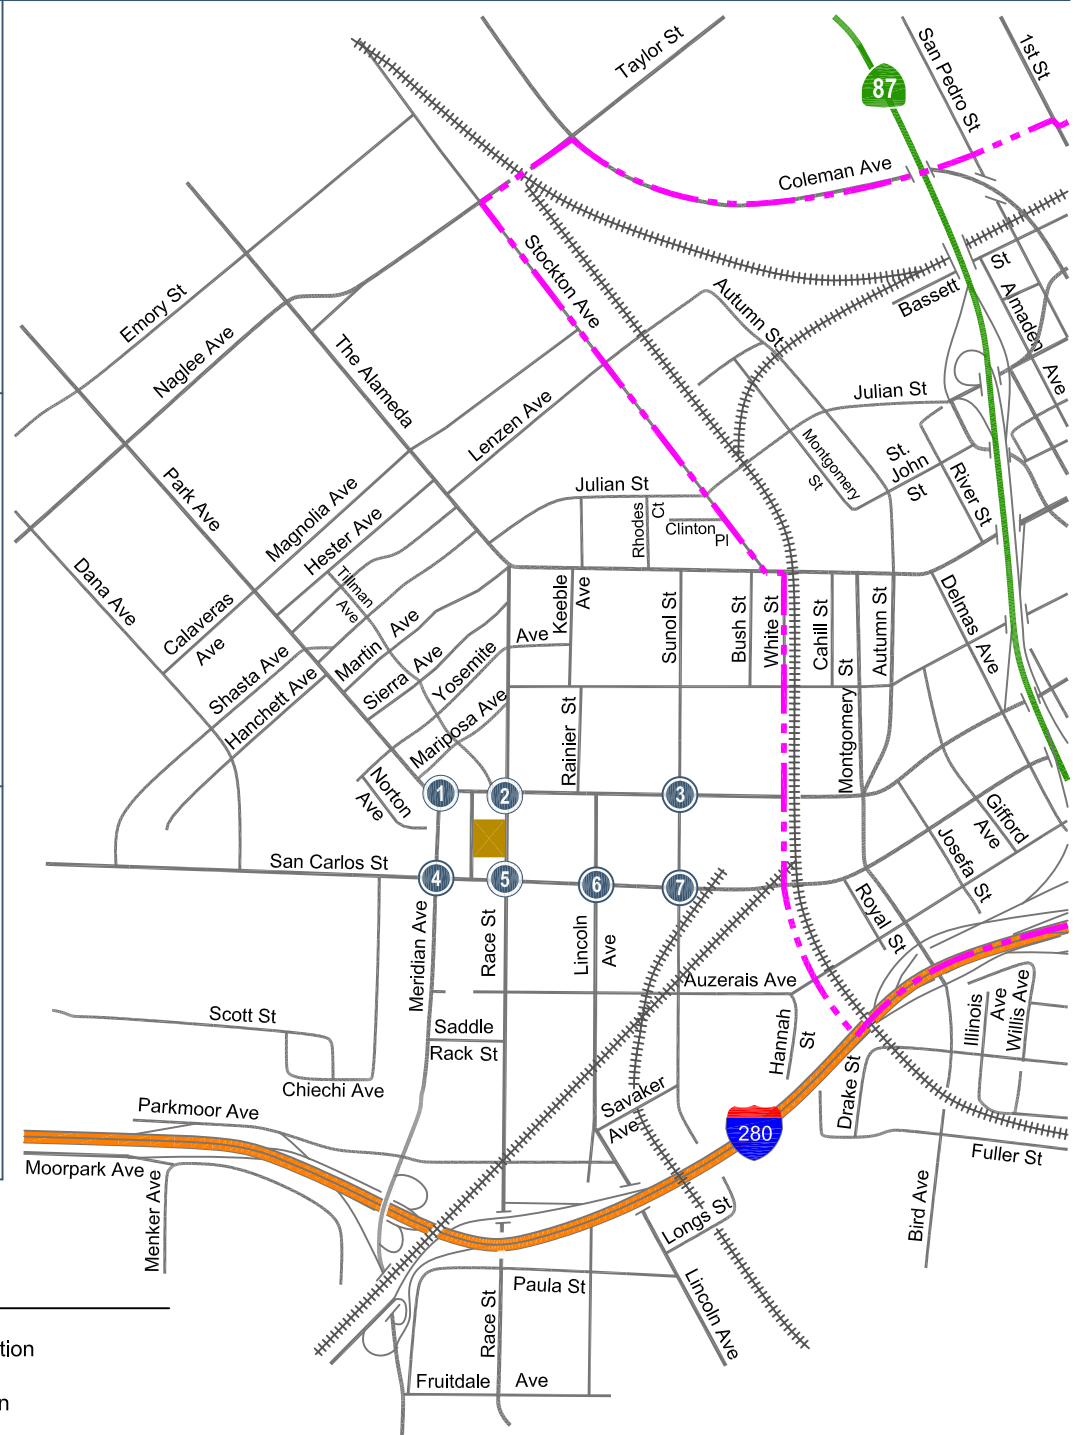 Taylor St
San Pedro St
1st St
87
Coleman Ave
Stockton Ave
Autumn St
Bassett
St
Almaden
Ave
Emory St
Naglee Ave
The Alameda
Lenzen Ave
Julian St
Montgomery
St
St.
John
St
River St
Park Ave
Magnolia Ave
Hester Ave
Julian St
Rhodes
Ct
Clinton
Pl
Dana Ave
Tillman
Ave
Calaveras
Ave
Shasta Ave
Hanchett Ave
Martin Ave
Sierra Ave
Yosemite
Ave
Mariposa Ave
Keeble
Ave
Sunol St
Bush St
White St
Cahill St
Montgomery
St
Autumn St
Delmas
Ave
Rainier St
Norton
Ave
Gifford
Ave
Josefa St
1
2
3
4
5
6
7
San Carlos St
Meridian Ave
Race St
Lincoln
Ave
Royal St
Auzerais Ave
Hannah
St
Illinois
Ave
Willis Ave
Scott St
Saddle
Rack St
Chiechi Ave
Drake St
Savaker
Ave
Parkmoor Ave
280
Moorpark Ave
Menker Ave
Fuller St
Bird Ave
Longs St
Lincoln Ave
Paula St
Race St
Fruitdale Ave
tion
n